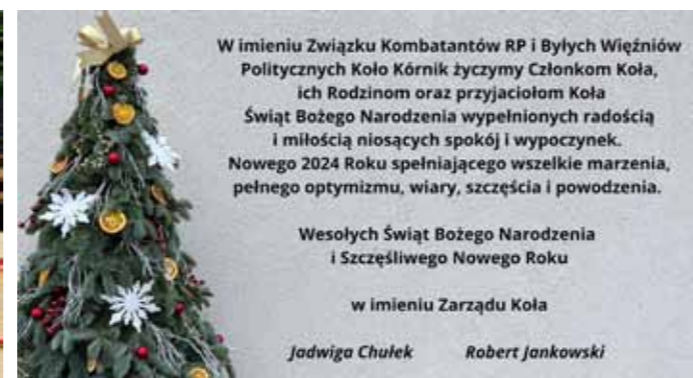 W imieniu Związku Kombatantów RP i Byłych Więźniów
Politycznych Koło Kórnik życzymy Członkom Koła,
ich Rodzinom oraz przyjaciołom Koła
Świąt Bożego Narodzenia wypełnionych radością
i miłością niosących spokój i wypoczynek.
Nowego 2024 Roku spełniającego wszelkie marzenia,
pełnego optymizmu, wiary, szczęścia i powodzenia.
Wesołych Świąt Bożego Narodzenia
i Szczęśliwego Nowego Roku
w imieniu Zarządu Koła
Jadwiga Chułek Robert Jankowski